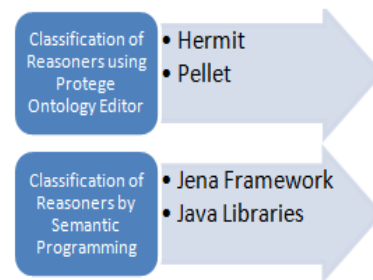 Classification of
Reasoners using
Protege
Ontology Editor
• Hermit
• Pellet
Classification of
Reasoners by
Semantic
Programming
• Jena Framework
• Java Libraries